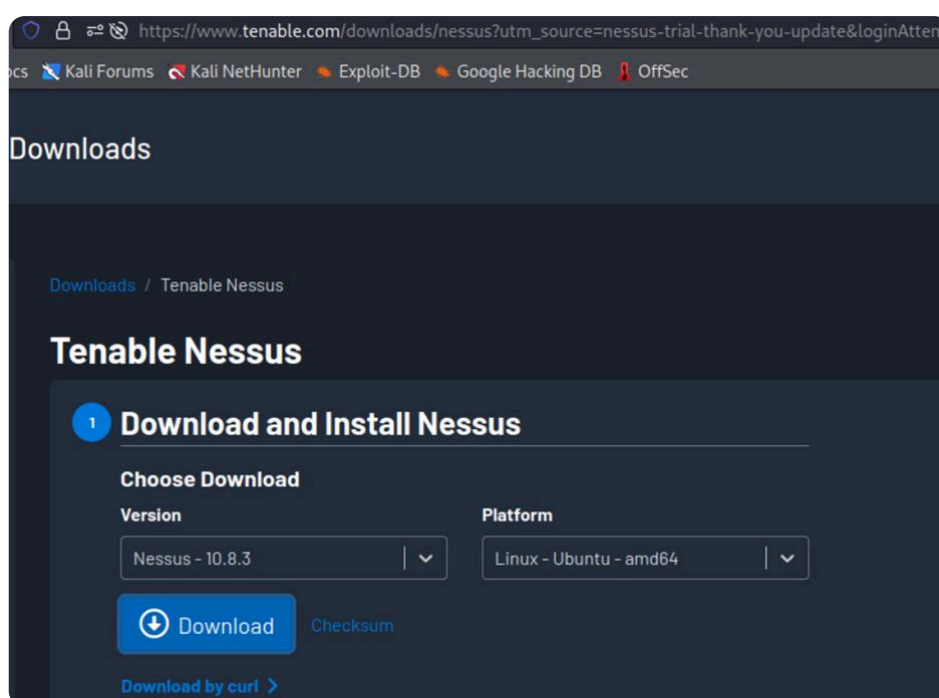 https://www.tenable.com/downloads/nessus?utm_source=nessus-trial-thank-you-update&loginAtten
ocs Kali Forums Kali NetHunter Exploit-DB Google Hacking DB OffSec
Downloads
Downloads / Tenable Nessus
Tenable Nessus
1 Download and Install Nessus
Choose Download
Version Platform
Nessus - 10.8.3 Linux - Ubuntu - amd64
Download Checksum
Download by curl